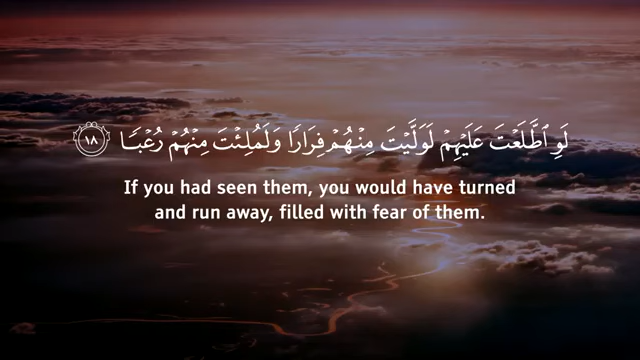 لَوِ ٱطَّلَعْتَ عَلَيْهِمْ لَوَلَّيْتَ مِنْهُمْ فِرَارًا وَلَمُلِئْتَ مِنْهُمْ رُعْبًا ١٨
If you had seen them, you would have turned
and run away, filled with fear of them.